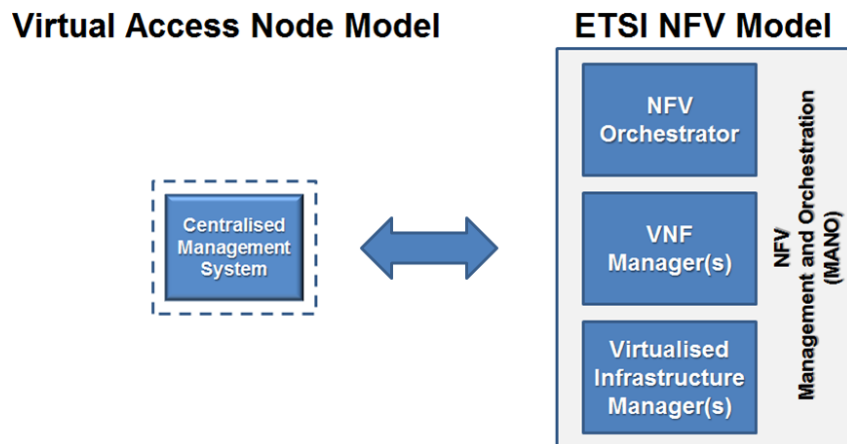 Virtual Access Node Model
ETSI NFV Model
Centralised
Management
System
NFV
Orchestrator
VNF
Manager(s)
Virtualised
Infrastructure
Manager(s)
NFV
Management and Orchestration
(MANO)